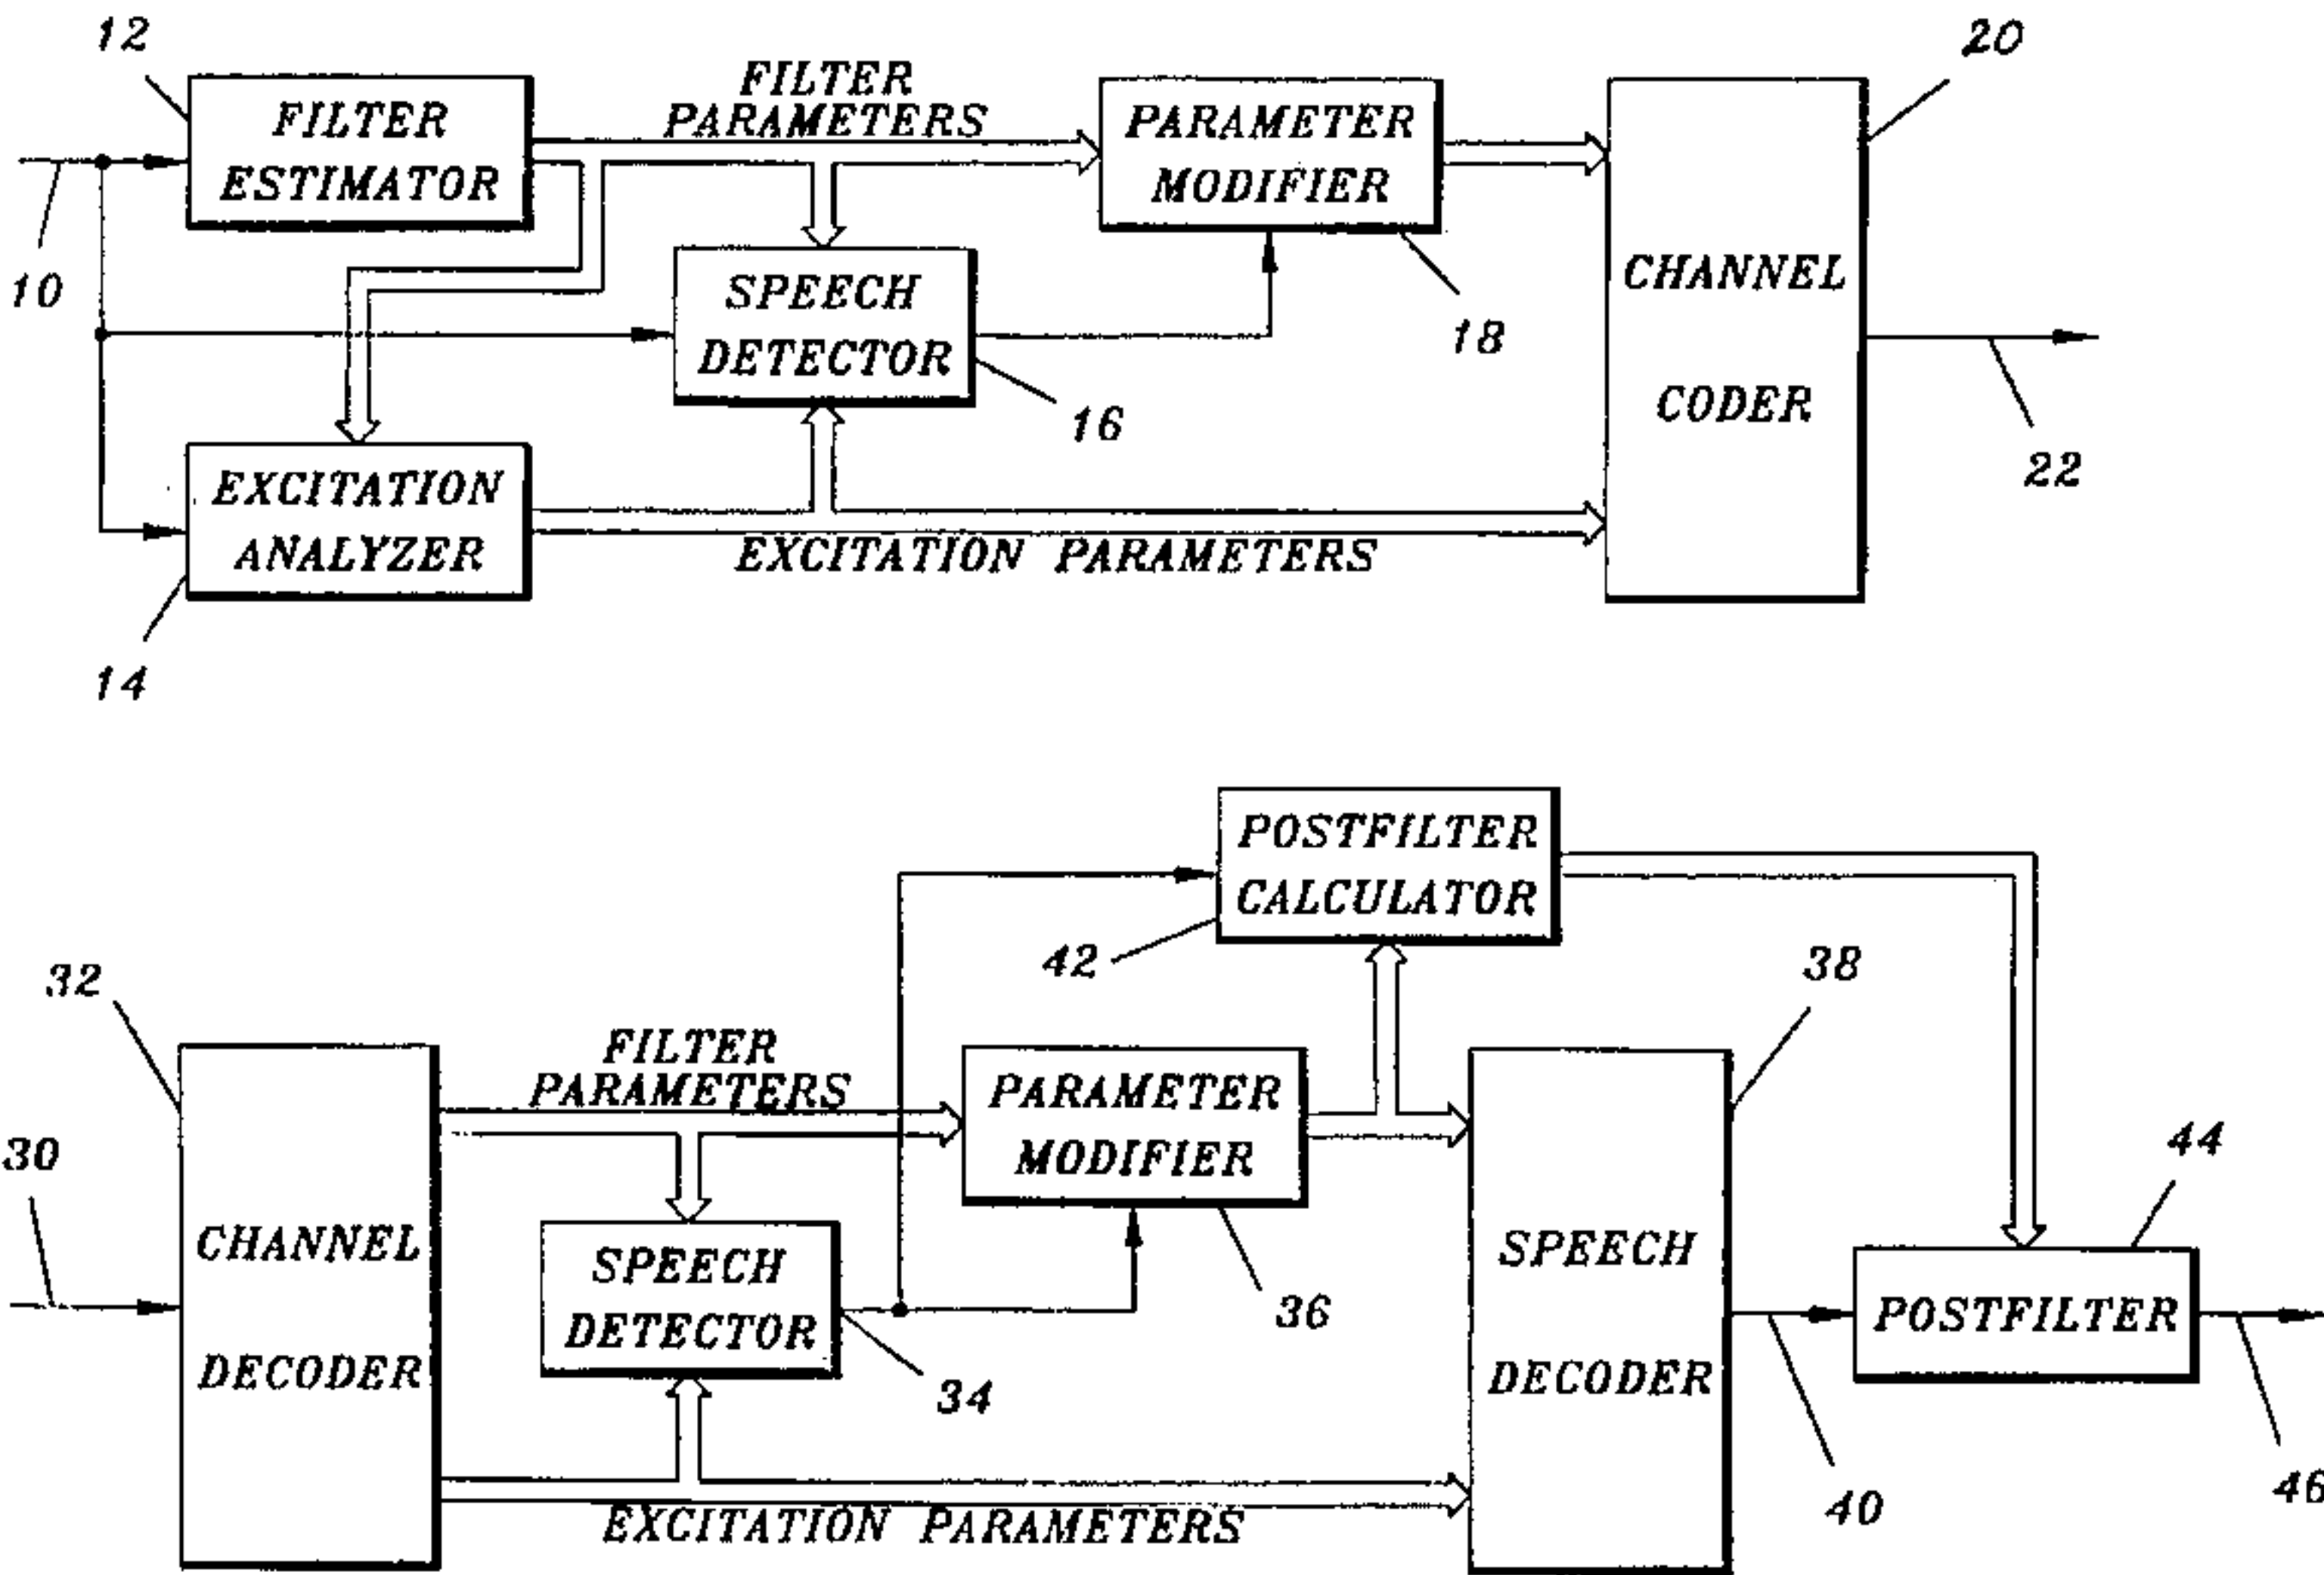 12
FILTER
ESTIMATOR
FILTER
PARAMETERS
PARAMETER
MODIFIER
20
10
SPEECH
DETECTOR
18
CHANNEL
CODER
16
22
EXCITATION
ANALYZER
EXCITATION PARAMETERS
14
POSTFILTER
CALCULATOR
42
38
32
FILTER
PARAMETERS
PARAMETER
MODIFIER
44
30
CHANNEL
DECODER
SPEECH
DETECTOR
36
SPEECH
DECODER
POSTFILTER
34
40
46
EXCITATION PARAMETERS